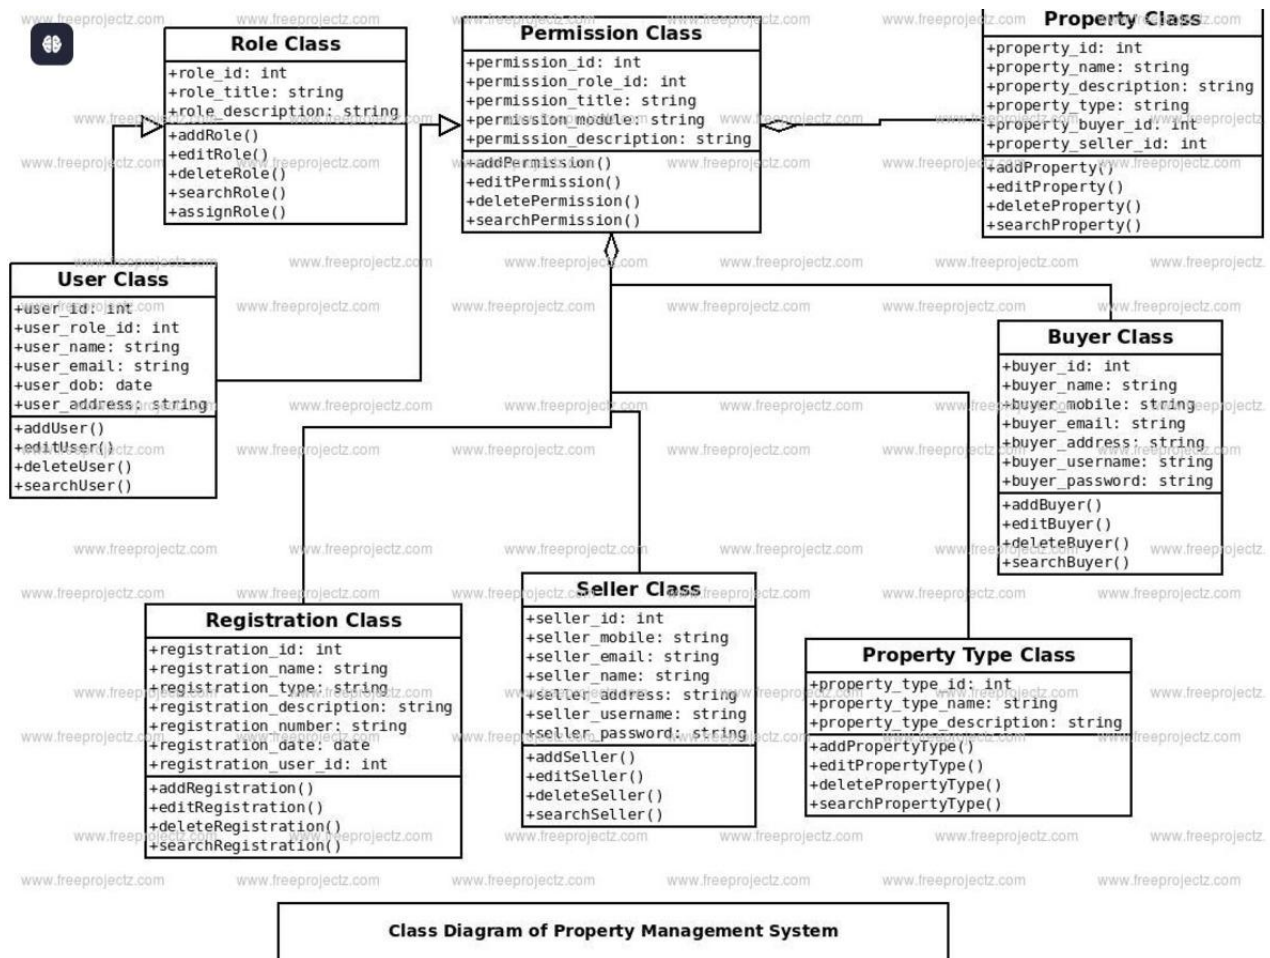 Role Class
+role_id: int
+role_title: string
+role_description: string
+addRole()
+editRole()
+deleteRole()
+searchRole()
+assignRole()
Permission Class
+permission_id: int
+permission_role_id: int
+permission_title: string
+permission_module: string
+permission_description: string
+addPermission()
+editPermission()
+deletePermission()
+searchPermission()
Property Class
+property_id: int
+property_name: string
+property_description: string
+property_type: string
+property_buyer_id: int
+property_seller_id: int
+addProperty()
+editProperty()
+deleteProperty()
+searchProperty()
User Class
+user_id: int
+user_role_id: int
+user_name: string
+user_email: string
+user_dob: date
+user_address: string
+addUser()
+editUser()
+deleteUser()
+searchUser()
Buyer Class
+buyer_id: int
+buyer_name: string
+buyer_mobile: string
+buyer_email: string
+buyer_address: string
+buyer_username: string
+buyer_password: string
+addBuyer()
+editBuyer()
+deleteBuyer()
+searchBuyer()
Registration Class
+registration_id: int
+registration_name: string
+registration_type: string
+registration_description: string
+registration_number: string
+registration_date: date
+registration_user_id: int
+addRegistration()
+editRegistration()
+deleteRegistration()
+searchRegistration()
Seller Class
+seller_id: int
+seller_mobile: string
+seller_email: string
+seller_name: string
+seller_address: string
+seller_username: string
+seller_password: string
+addSeller()
+editSeller()
+deleteSeller()
+searchSeller()
Property Type Class
+property_type_id: int
+property_type_name: string
+property_type_description: string
+addPropertyType()
+editPropertyType()
+deletePropertyType()
+searchPropertyType()
Class Diagram of Property Management System
www.freeprojectz.com